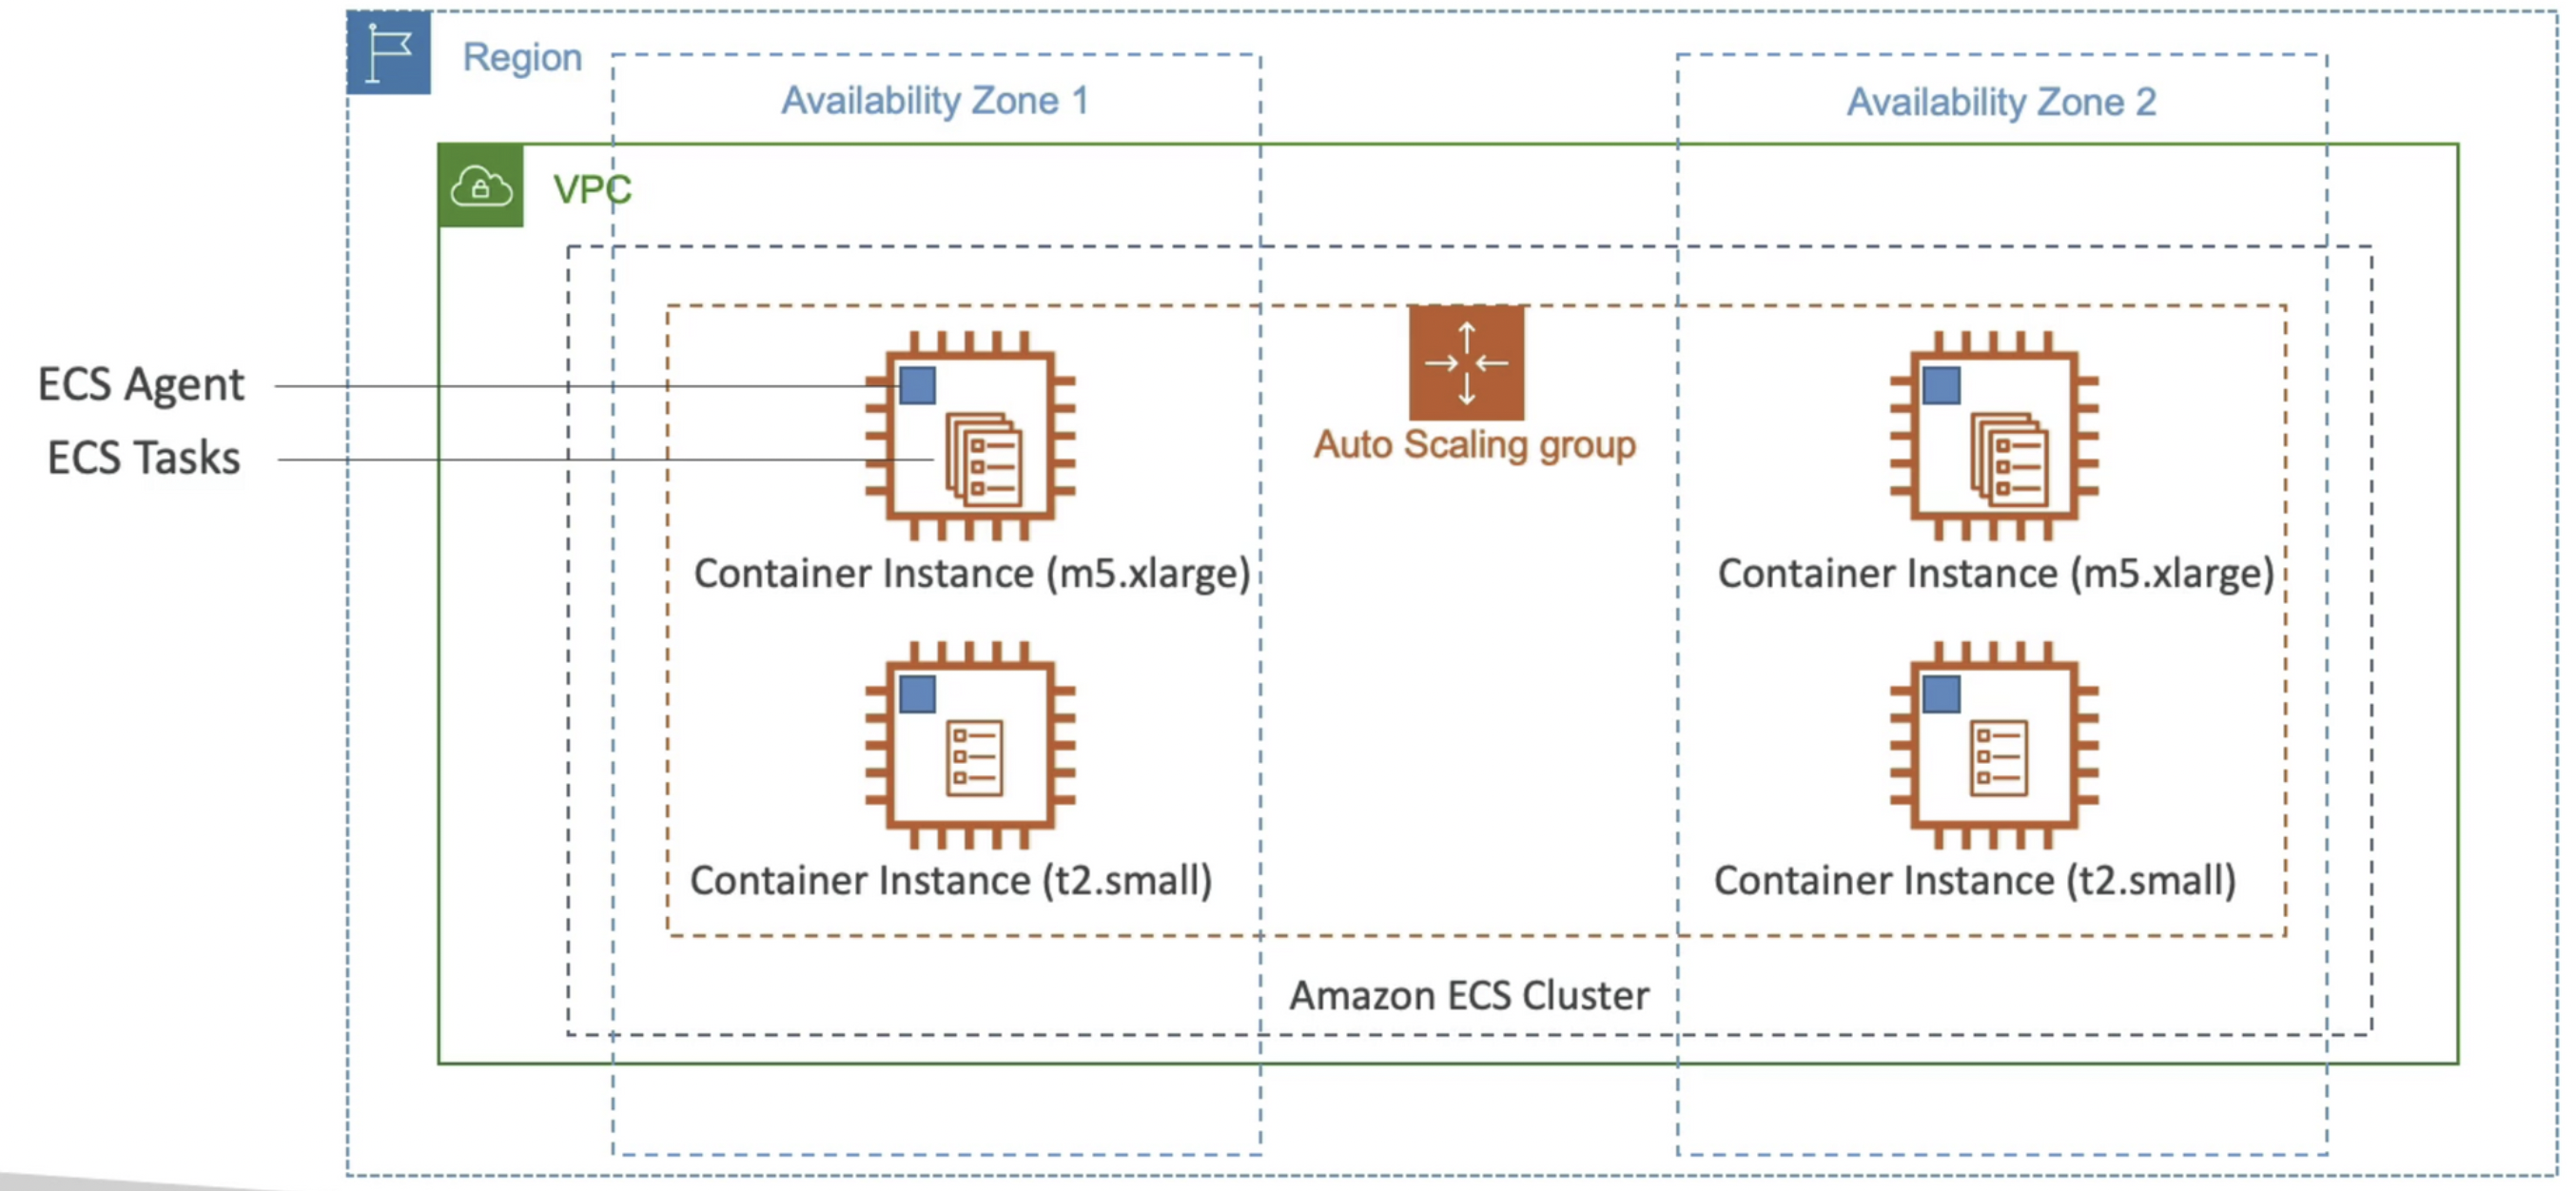 Region
Availability Zone 1
Availability Zone 2
VPC
ECS Agent
ECS Tasks
Auto Scaling group
Container Instance (m5.xlarge)
Container Instance (m5.xlarge)
Container Instance (t2.small)
Container Instance (t2.small)
Amazon ECS Cluster